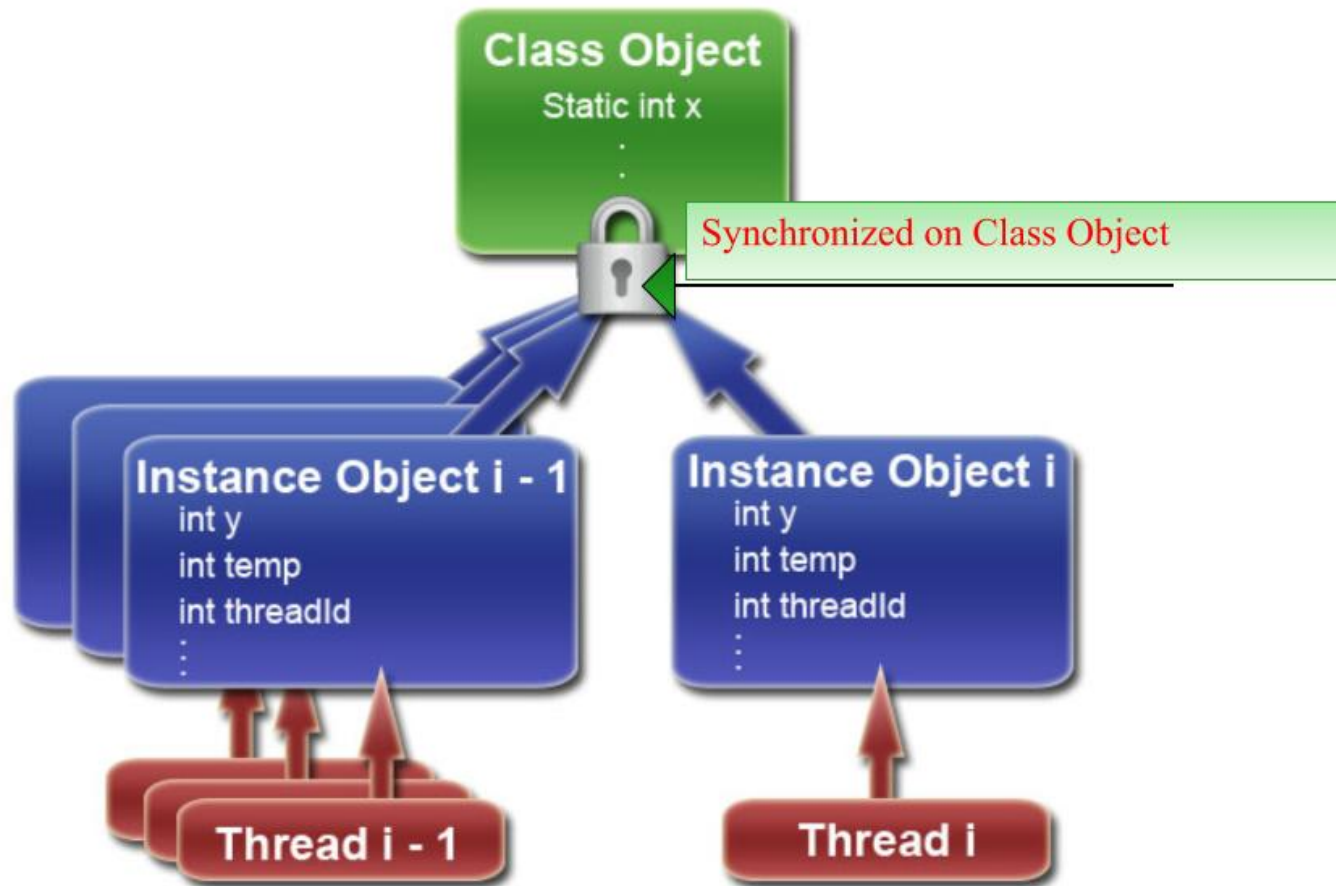 Class Object
Static int x
.
.
Synchronized on Class Object
Instance Object i - 1
int y
int temp
int threadId
.
.
.
Instance Object i
int y
int temp
int threadId
.
.
.
Thread i - 1
Thread i